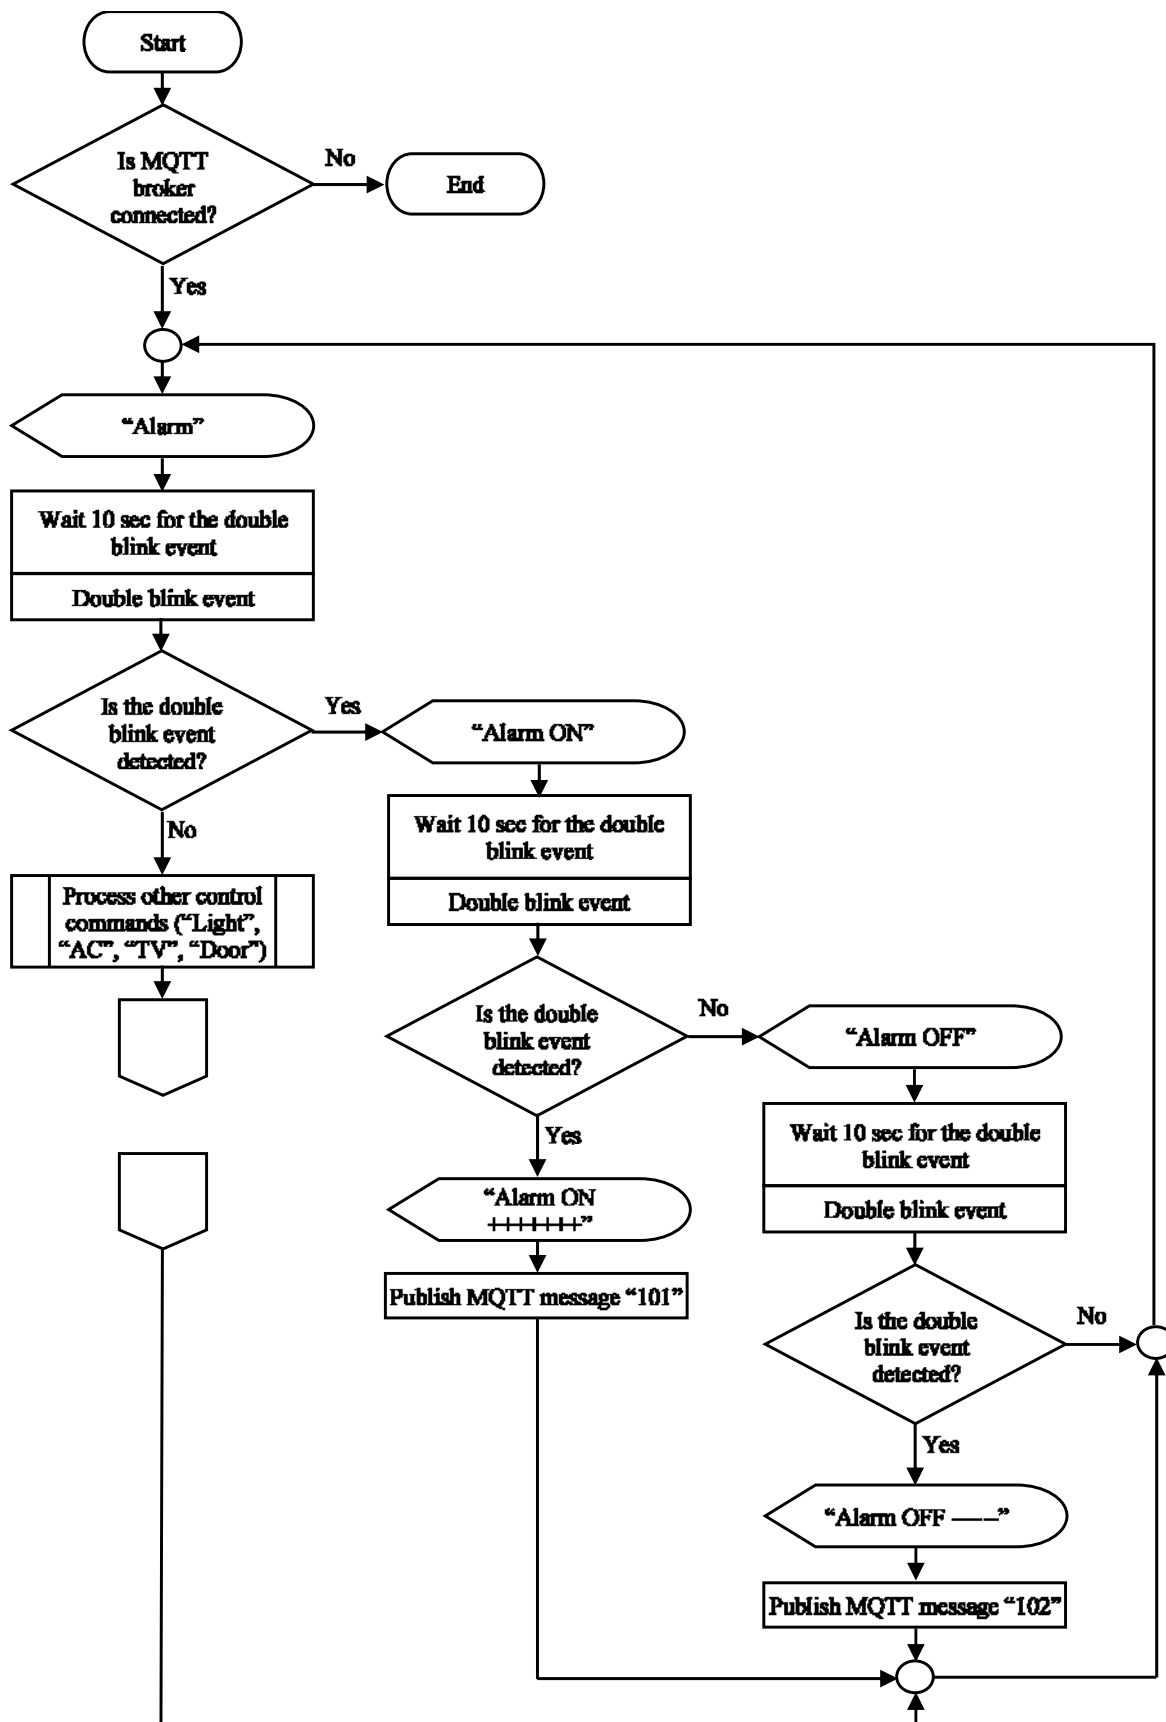 Start
Is MQTT
broker
connected?
No
End
Yes
“Alarm”
Wait 10 sec for the double
blink event
Double blink event
Is the double
blink event
detected?
Yes
“Alarm ON”
No
Wait 10 sec for the double
blink event
Double blink event
Process other control
commands (“Light”,
“AC”, “TV”, “Door”)
Is the double
blink event
detected?
No
“Alarm OFF”
Yes
Wait 10 sec for the double
blink event
Double blink event
“Alarm ON
+++++++”
Publish MQTT message “101”
Is the double
blink event
detected?
No
Yes
“Alarm OFF -----”
Publish MQTT message “102”